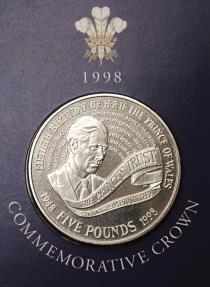 1998
FIFTIETH BIRTHDAY OF H·R·H THE PRINCE OF WALES
THE PRINCE'S TRUST
1948 FIVE POUNDS 1998
COMMEMORATIVE CROWN